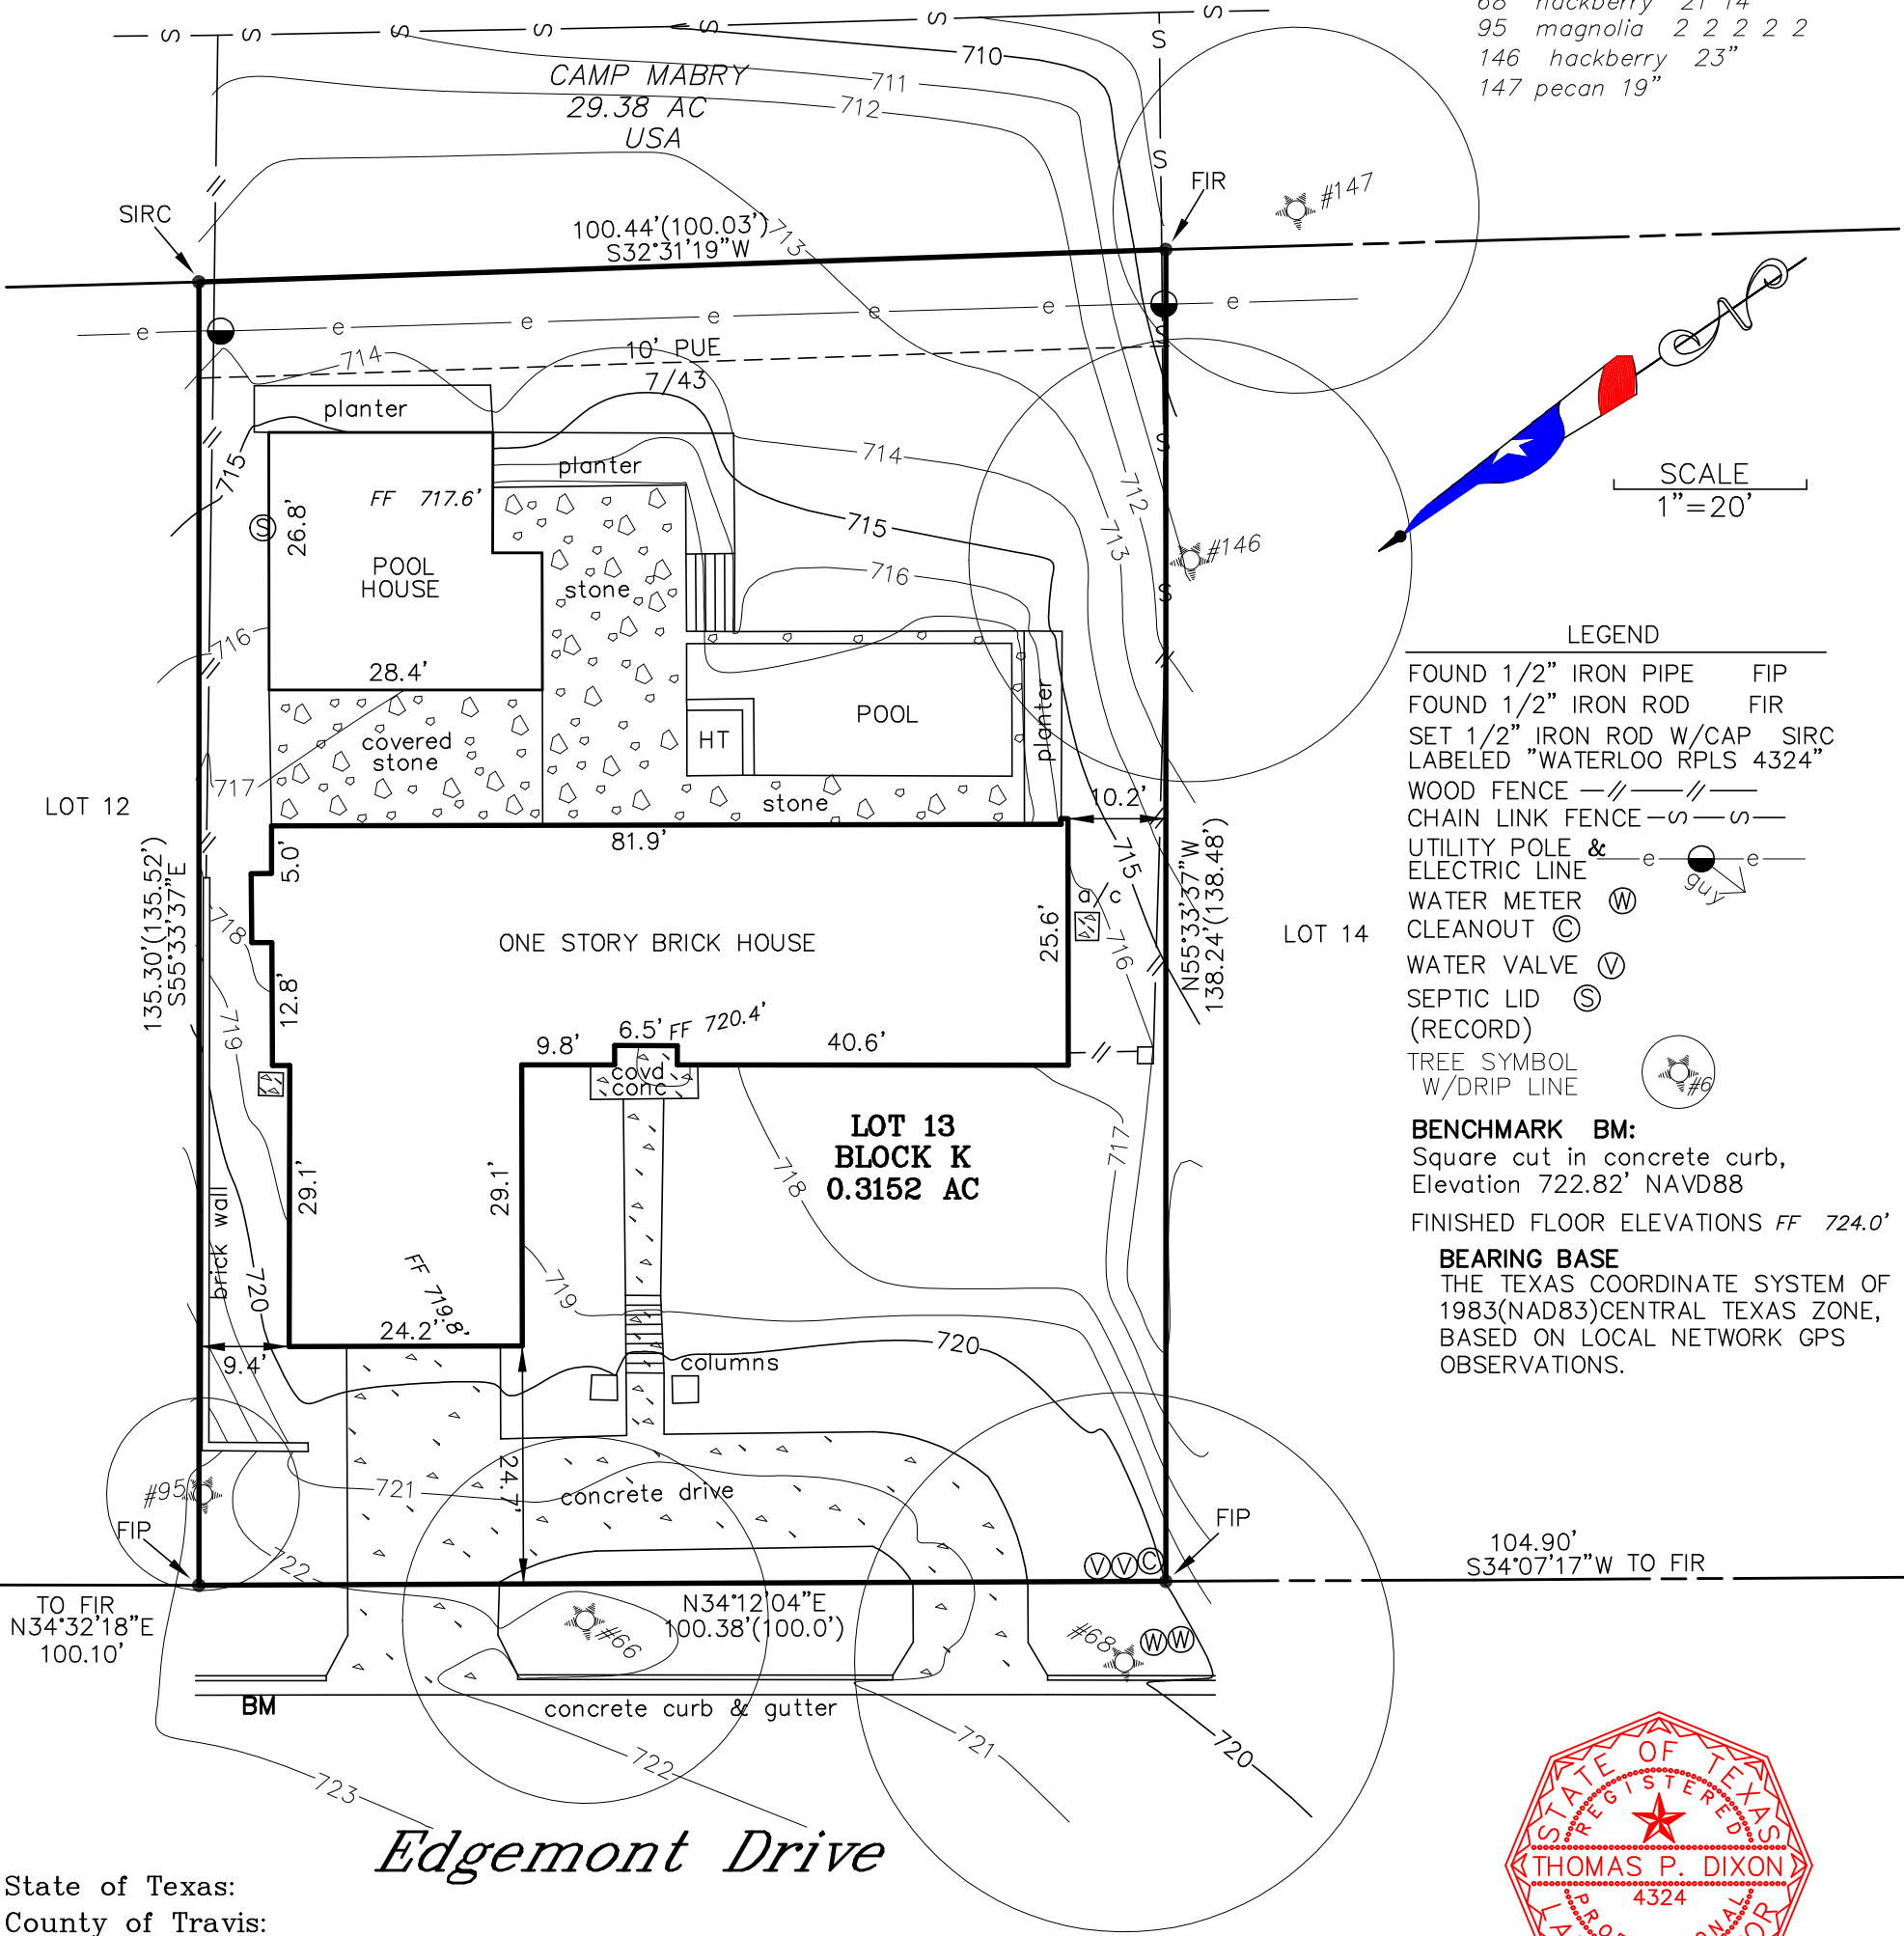 68 hackberry 21 14
95 magnolia 2 2 2 2 2
146 hackberry 23"
147 pecan 19"
S S S S S S S
S
S
710
711
712
CAMP MABRY
29.38 AC
USA
SIRC
FIR
#147
100.44'(100.03')
S32°31'19"W
713
e e e e e e e
10' PUE
7/43
714
planter
planter
715
FF 717.6'
26.8'
S
POOL
HOUSE
stone
28.4'
714
715
716
712
713
#146
S
S
S
SCALE
1"=20'
716
717
covered
stone
HT
POOL
planter
stone
10.2'
715
LOT 12
135.30'(135.52')
S55°33'37"E
81.9'
5.0'
718
12.8'
719
ONE STORY BRICK HOUSE
25.6'
a/c
716
N55°33'37"W
138.24'(138.48')
LOT 14
9.8'
6.5'
FF 720.4'
40.6'
covd
conc
LOT 13
BLOCK K
0.3152 AC
717
718
29.1'
29.1'
brick wall
720
FF 719.8'
719
24.2'
9.4'
columns
720
24.7'
#95
721
concrete drive
FIP
722
FIP
V V C
104.90'
S34°07'17"W TO FIR
TO FIR
N34°32'18"E
100.10'
N34°12'04"E
100.38'(100.0')
#66
#68
W W
BM
concrete curb & gutter
723
722
721
720
Edgemont Drive
State of Texas:
County of Travis:
LEGEND
FOUND 1/2" IRON PIPE FIP
FOUND 1/2" IRON ROD FIR
SET 1/2" IRON ROD W/CAP SIRC
LABELED "WATERLOO RPLS 4324"
WOOD FENCE —//——//——
CHAIN LINK FENCE —S——S—
UTILITY POLE &
ELECTRIC LINE e e
guy
WATER METER W
CLEANOUT C
WATER VALVE V
SEPTIC LID S
(RECORD)
TREE SYMBOL
W/DRIP LINE
#6
BENCHMARK BM:
Square cut in concrete curb,
Elevation 722.82' NAVD88
FINISHED FLOOR ELEVATIONS FF 724.0'
BEARING BASE
THE TEXAS COORDINATE SYSTEM OF
1983(NAD83)CENTRAL TEXAS ZONE,
BASED ON LOCAL NETWORK GPS
OBSERVATIONS.
STATE OF TEXAS
REGISTERED
THOMAS P. DIXON
4324